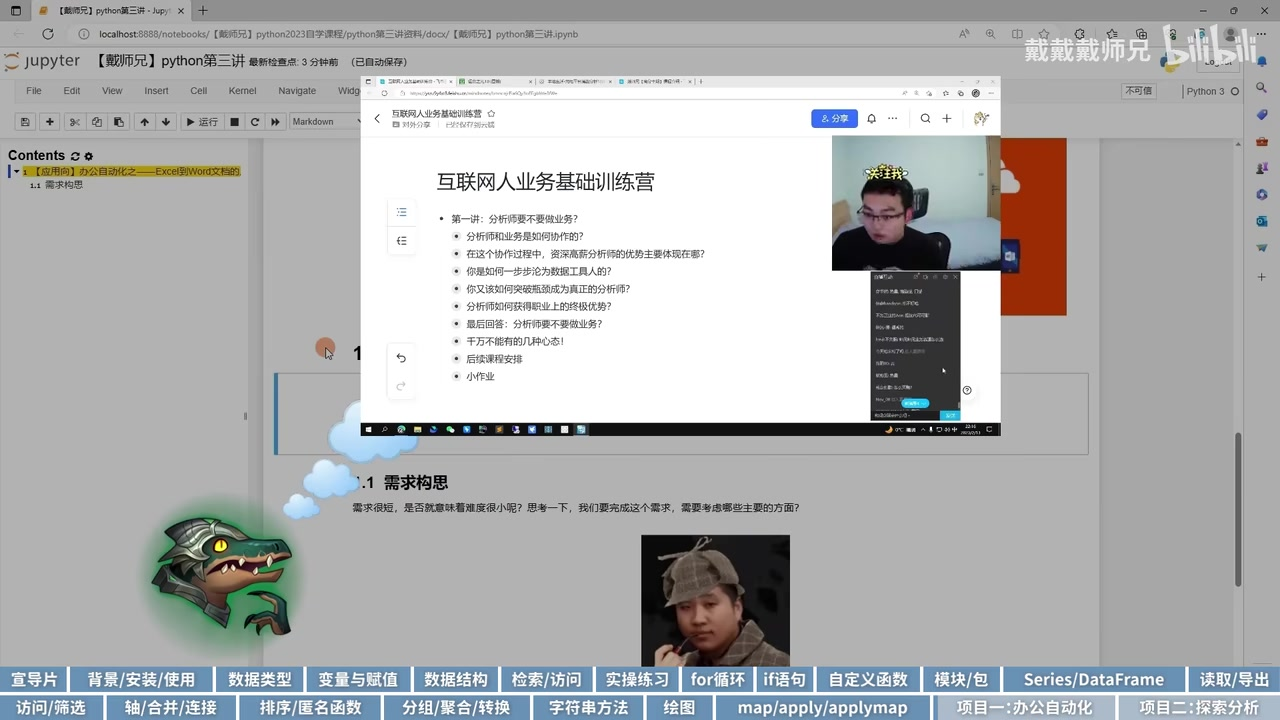 【戴师兄】python第三讲 - Jupyt
localhost:8888/notebooks/【戴师兄】python2023自学课程/python第三讲资料/docx/【戴师兄】python第三讲.ipynb
戴戴戴师兄 bilibili
jupyter 【戴师兄】python第三讲 最后检查点: 3 分钟前 (已自动保存)
File Edit View Insert Cell Kernel Navigate Widg
不可信 Python 3
运行 Markdown
Contents
1 【应用向】办公自动化之——Excel到Word文档的
1.1 需求构思
互联网人业务基础训练营
对外分享 已经保存到云端
分享
互联网人业务基础训练营
第一讲：分析师要不要做业务？
分析师和业务是如何协作的？
在这个协作过程中，资深高薪分析师的优势主要体现在哪？
你是如何一步步沦为数据工具人的？
你又该如何突破瓶颈成为真正的分析师？
分析师如何获得职业上的终极优势？
最后回答：分析师要不要做业务？
千万不能有的几种心态！
后续课程安排
小作业
关注我
1
.1 需求构思
需求很短，是否就意味着难度很小呢？思考一下，我们要完成这个需求，需要考虑哪些主要的方面？
宣导片 背景/安装/使用 数据类型 变量与赋值 数据结构 检索/访问 实操练习 for循环 if语句 自定义函数 模块/包 Series/DataFrame 读取/导出
访问/筛选 轴/合并/连接 排序/匿名函数 分组/聚合/转换 字符串方法 绘图 map/apply/applymap 项目一:办公自动化 项目二:探索分析